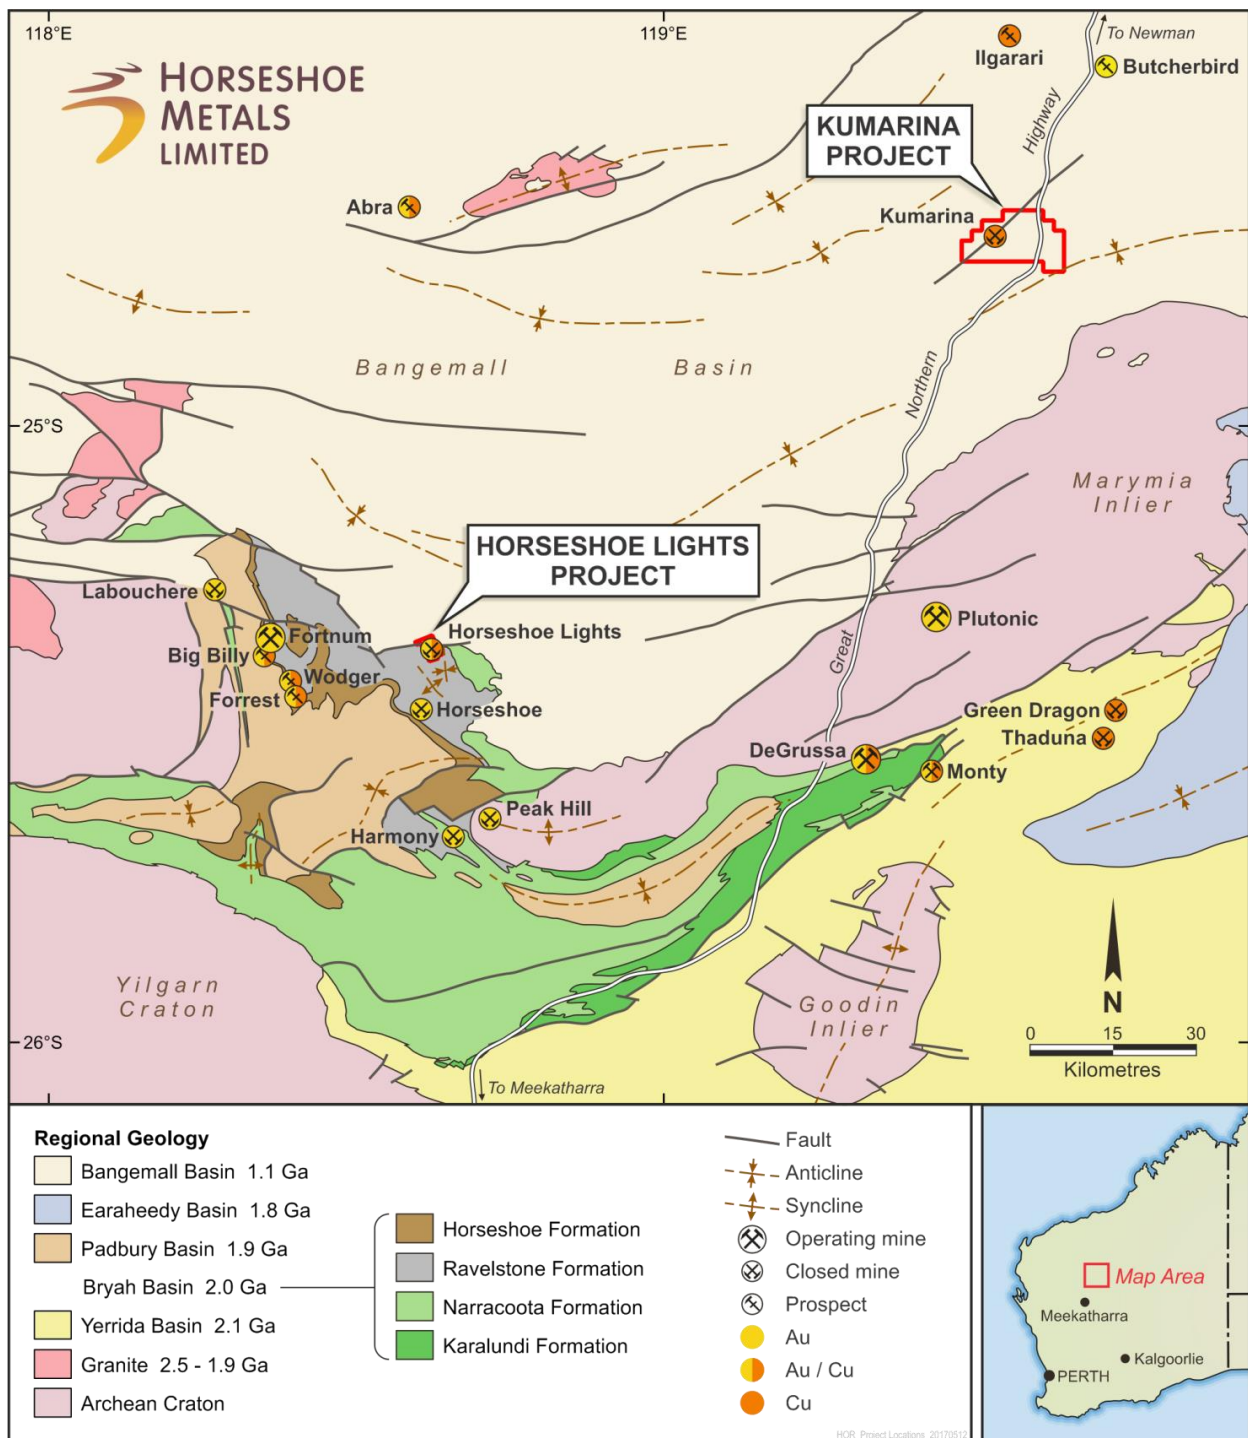 118°E
119°E
To Newman
HORSESHOE
METALS
LIMITED
Ilgarari
Butcherbird
KUMARINA
PROJECT
Highway
Abra
Kumarina
Bangemall Basin
Northern
25°S
Marymia
Inlier
HORSESHOE LIGHTS
PROJECT
Labouchere
Fortnum
Horseshoe Lights
Plutonic
Big Billy
Great
Wodger
Forrest
Horseshoe
Green Dragon
Thaduna
DeGrussa
Monty
Peak Hill
Harmony
Yilgarn
Craton
Goodin
Inlier
N
26°S
0 15 30
Kilometres
To Meekatharra
Regional Geology
Bangemall Basin 1.1 Ga
Earaheedy Basin 1.8 Ga
Padbury Basin 1.9 Ga
Bryah Basin 2.0 Ga
Yerrida Basin 2.1 Ga
Granite 2.5 - 1.9 Ga
Archean Craton
Horseshoe Formation
Ravelstone Formation
Narracoota Formation
Karalundi Formation
Fault
Anticline
Syncline
Operating mine
Closed mine
Prospect
Au
Au / Cu
Cu
Map Area
Meekatharra
Kalgoorlie
PERTH
HOR_Project Locations_20170512